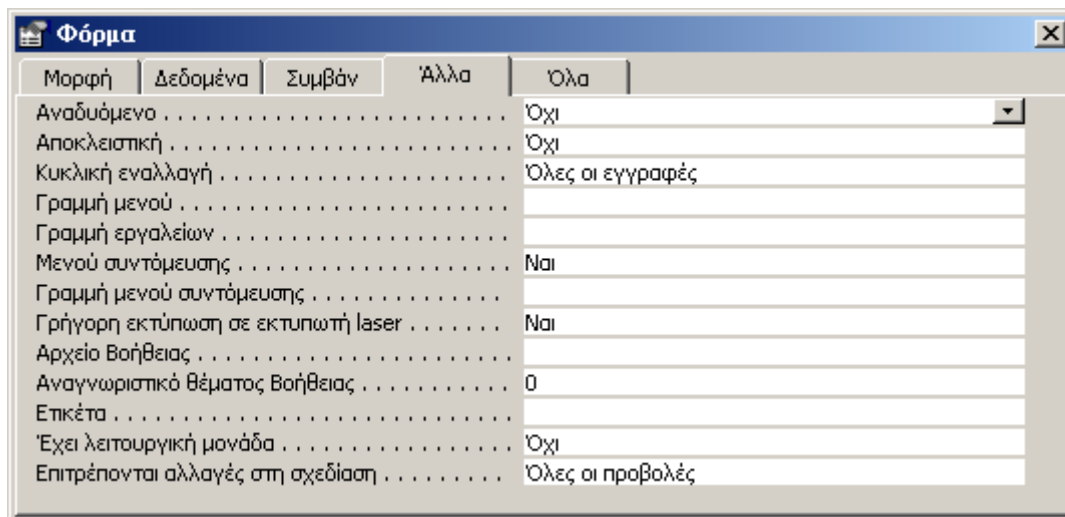 Φόρμα
Μορφή Δεδομένα Συμβάν Άλλα Όλα
Αναδυόμενο . . . . . . . . . . . . . . . . . . . . . . . . . . Όχι
Αποκλειστική . . . . . . . . . . . . . . . . . . . . . . . . . Όχι
Κυκλική εναλλαγή . . . . . . . . . . . . . . . . . . . . . . Όλες οι εγγραφές
Γραμμή μενού . . . . . . . . . . . . . . . . . . . . . . . .
Γραμμή εργαλείων . . . . . . . . . . . . . . . . . . . . . .
Μενού συντόμευσης . . . . . . . . . . . . . . . . . . . . . Ναι
Γραμμή μενού συντόμευσης . . . . . . . . . . . . . . .
Γρήγορη εκτύπωση σε εκτυπωτή laser . . . . . . . Ναι
Αρχείο Βοήθειας . . . . . . . . . . . . . . . . . . . . . . .
Αναγνωριστικό θέματος Βοήθειας . . . . . . . . . . . 0
Ετικέτα . . . . . . . . . . . . . . . . . . . . . . . . . . . .
Έχει λειτουργική μονάδα . . . . . . . . . . . . . . . . . Όχι
Επιτρέπονται αλλαγές στη σχεδίαση . . . . . . . . . Όλες οι προβολές